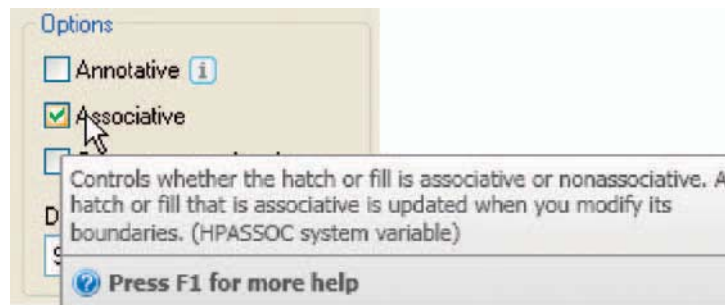 Options
Annotative i
Associative
Controls whether the hatch or fill is associative or nonassociative. A
hatch or fill that is associative is updated when you modify its
boundaries. (HPASSOC system variable)
D
S
? Press F1 for more help